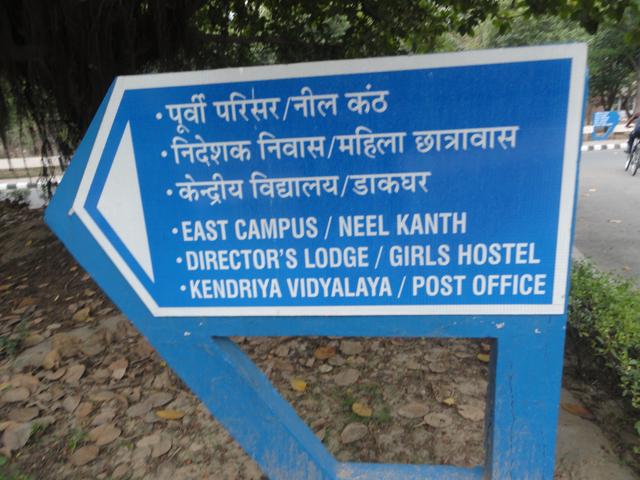 • पूर्वी परिसर/नील कंठ
• निदेशक निवास/महिला छात्रावास
• केन्द्रीय विद्यालय/डाकघर
• EAST CAMPUS / NEEL KANTH
• DIRECTOR'S LODGE / GIRLS HOSTEL
• KENDRIYA VIDYALAYA / POST OFFICE